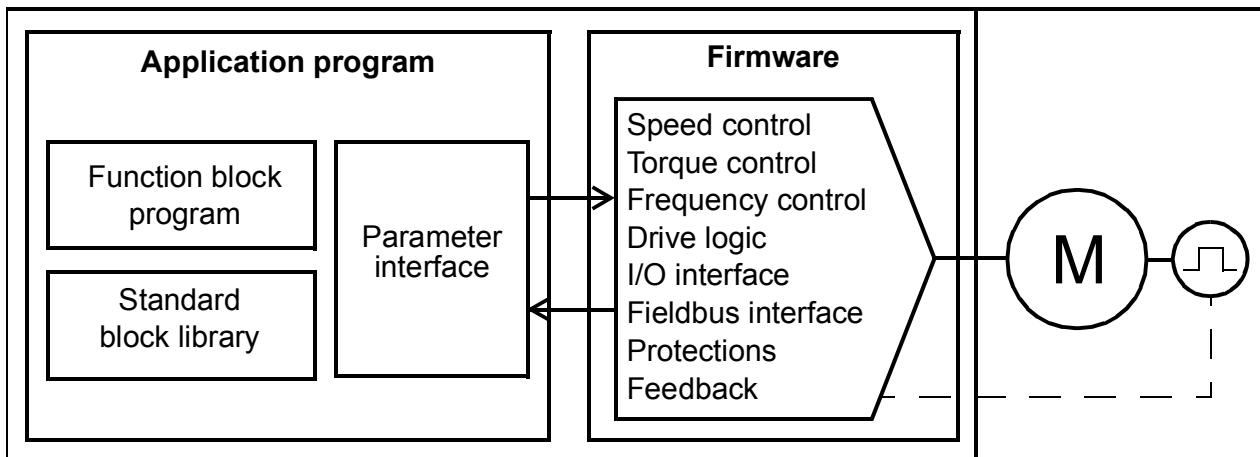 Application program
Function block
program
Standard
block library
Parameter
interface
Firmware
Speed control
Torque control
Frequency control
Drive logic
I/O interface
Fieldbus interface
Protections
Feedback
M